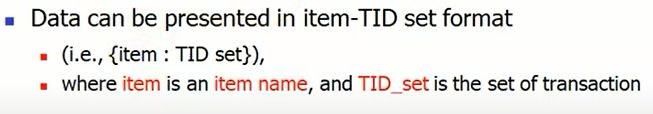 Data can be presented in item-TID set format
(i.e., {item : TID set}),
where item is an item name, and TID_set is the set of transaction